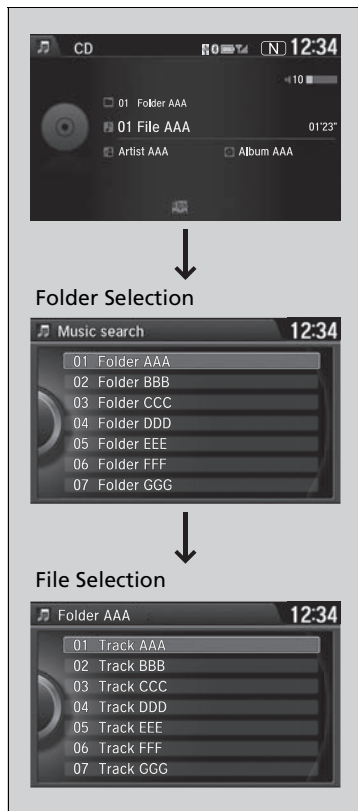 CD N 12:34
10
01 Folder AAA
01 File AAA 01'23"
Artist AAA Album AAA
Folder Selection
Music search 12:34
01 Folder AAA
02 Folder BBB
03 Folder CCC
04 Folder DDD
05 Folder EEE
06 Folder FFF
07 Folder GGG
File Selection
Folder AAA 12:34
01 Track AAA
02 Track BBB
03 Track CCC
04 Track DDD
05 Track EEE
06 Track FFF
07 Track GGG